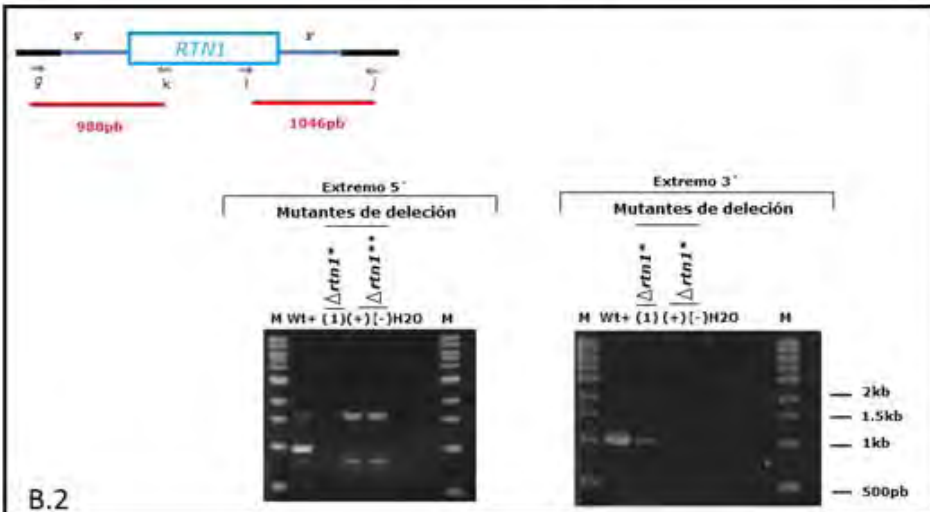 5' 3'
RTN1
g k i j
988pb 1046pb
Extremo 5´
Mutantes de deleción
Δrtn1* Δrtn1**
M Wt+ (1)(+)[-)H2O M
Extremo 3´
Mutantes de deleción
Δrtn1* Δrtn1*
M Wt+ (1) (+)[-)H2O M
2kb
1.5kb
1kb
500pb
B.2